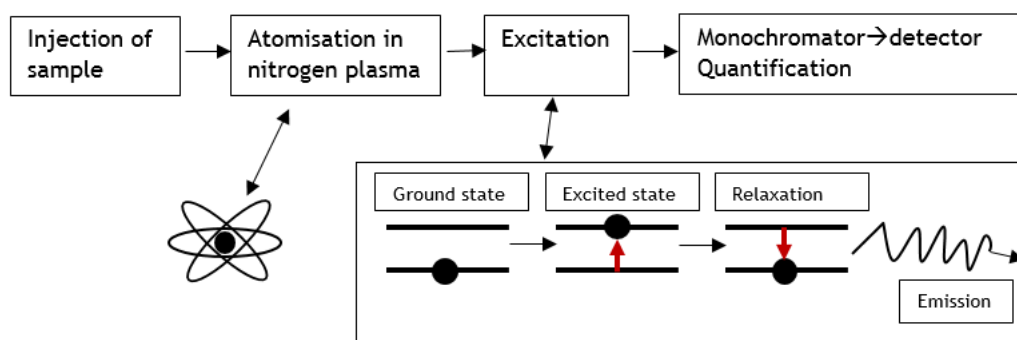 Injection of
sample
Atomisation in
nitrogen plasma
Excitation
Monochromator→detector
Quantification
Ground state
Excited state
Relaxation
Emission